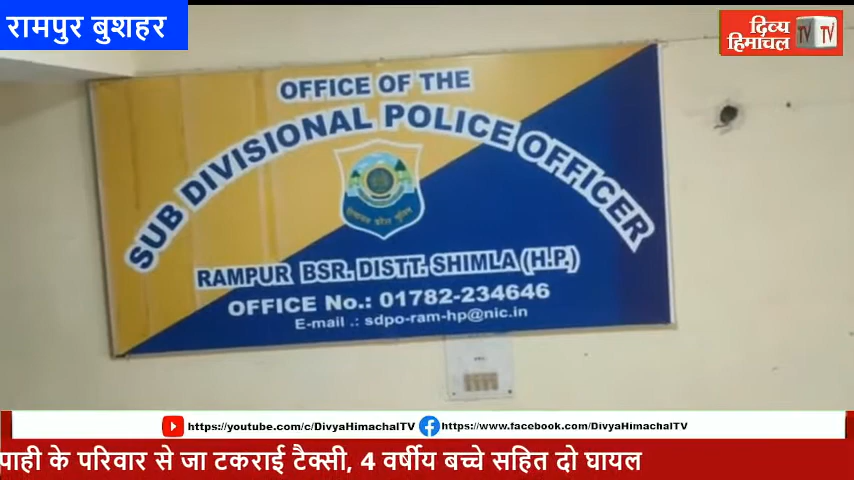 रामपुर बुशहर
दिव्य
हिमाचल
TV TV
OFFICE OF THE
SUB DIVISIONAL POLICE OFFICER
RAMPUR BSR. DISTT. SHIMLA (H.P.)
OFFICE No.: 01782-234646
E-mail .: sdpo-ram-hp@nic.in
https://youtube.com/c/DivyaHimachalTV https://www.facebook.com/DivyaHimachalTV
पाही के परिवार से जा टकराई टैक्सी, 4 वर्षीय बच्चे सहित दो घायल